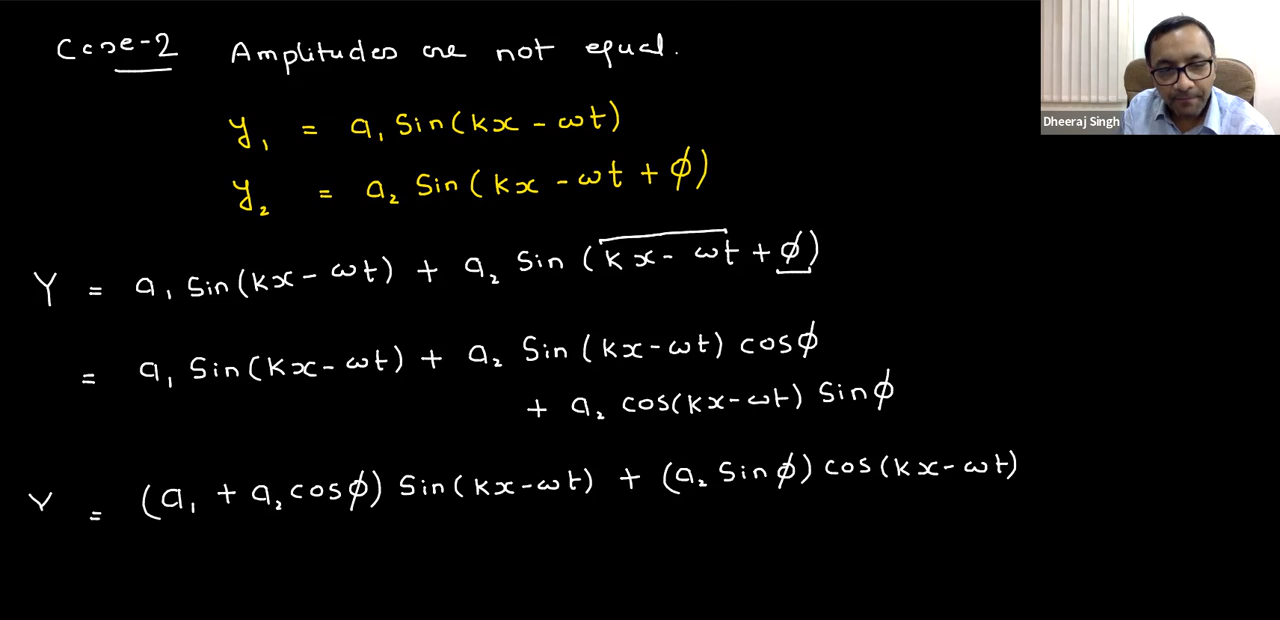 Case-2 Amplitudes are not equal.
y₁ = a₁ Sin(kx - ωt)
y₂ = a₂ Sin(kx - ωt + ϕ)
Y = a₁ Sin(kx - ωt) + a₂ Sin(kx - ωt + ϕ)
= a₁ Sin(kx - ωt) + a₂ Sin(kx - ωt) cosϕ
+ a₂ cos(kx - ωt) Sinϕ
Y = (a₁ + a₂ cosϕ) Sin(kx - ωt) + (a₂ Sinϕ) cos(kx - ωt)
Dheeraj Singh